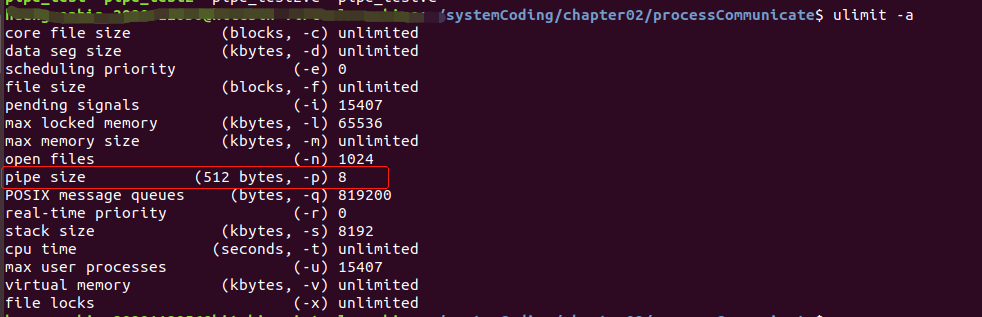 /systemCoding/chapter02/processCommunicate$ ulimit -a
core file size (blocks, -c) unlimited
data seg size (kbytes, -d) unlimited
scheduling priority (-e) 0
file size (blocks, -f) unlimited
pending signals (-i) 15407
max locked memory (kbytes, -l) 65536
max memory size (kbytes, -m) unlimited
open files (-n) 1024
pipe size (512 bytes, -p) 8
POSIX message queues (bytes, -q) 819200
real-time priority (-r) 0
stack size (kbytes, -s) 8192
cpu time (seconds, -t) unlimited
max user processes (-u) 15407
virtual memory (kbytes, -v) unlimited
file locks (-x) unlimited